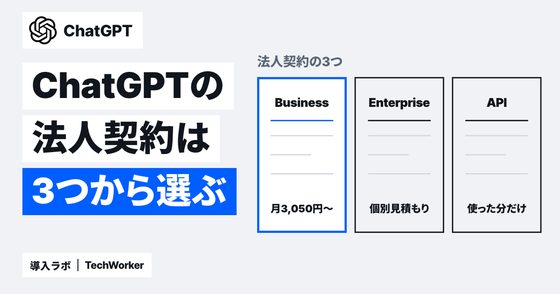 ChatGPT
ChatGPTの
法人契約は
3つから選ぶ
法人契約の3つ
Business
Enterprise
API
月3,050円〜
個別見積もり
使った分だけ
導入ラボ | TechWorker